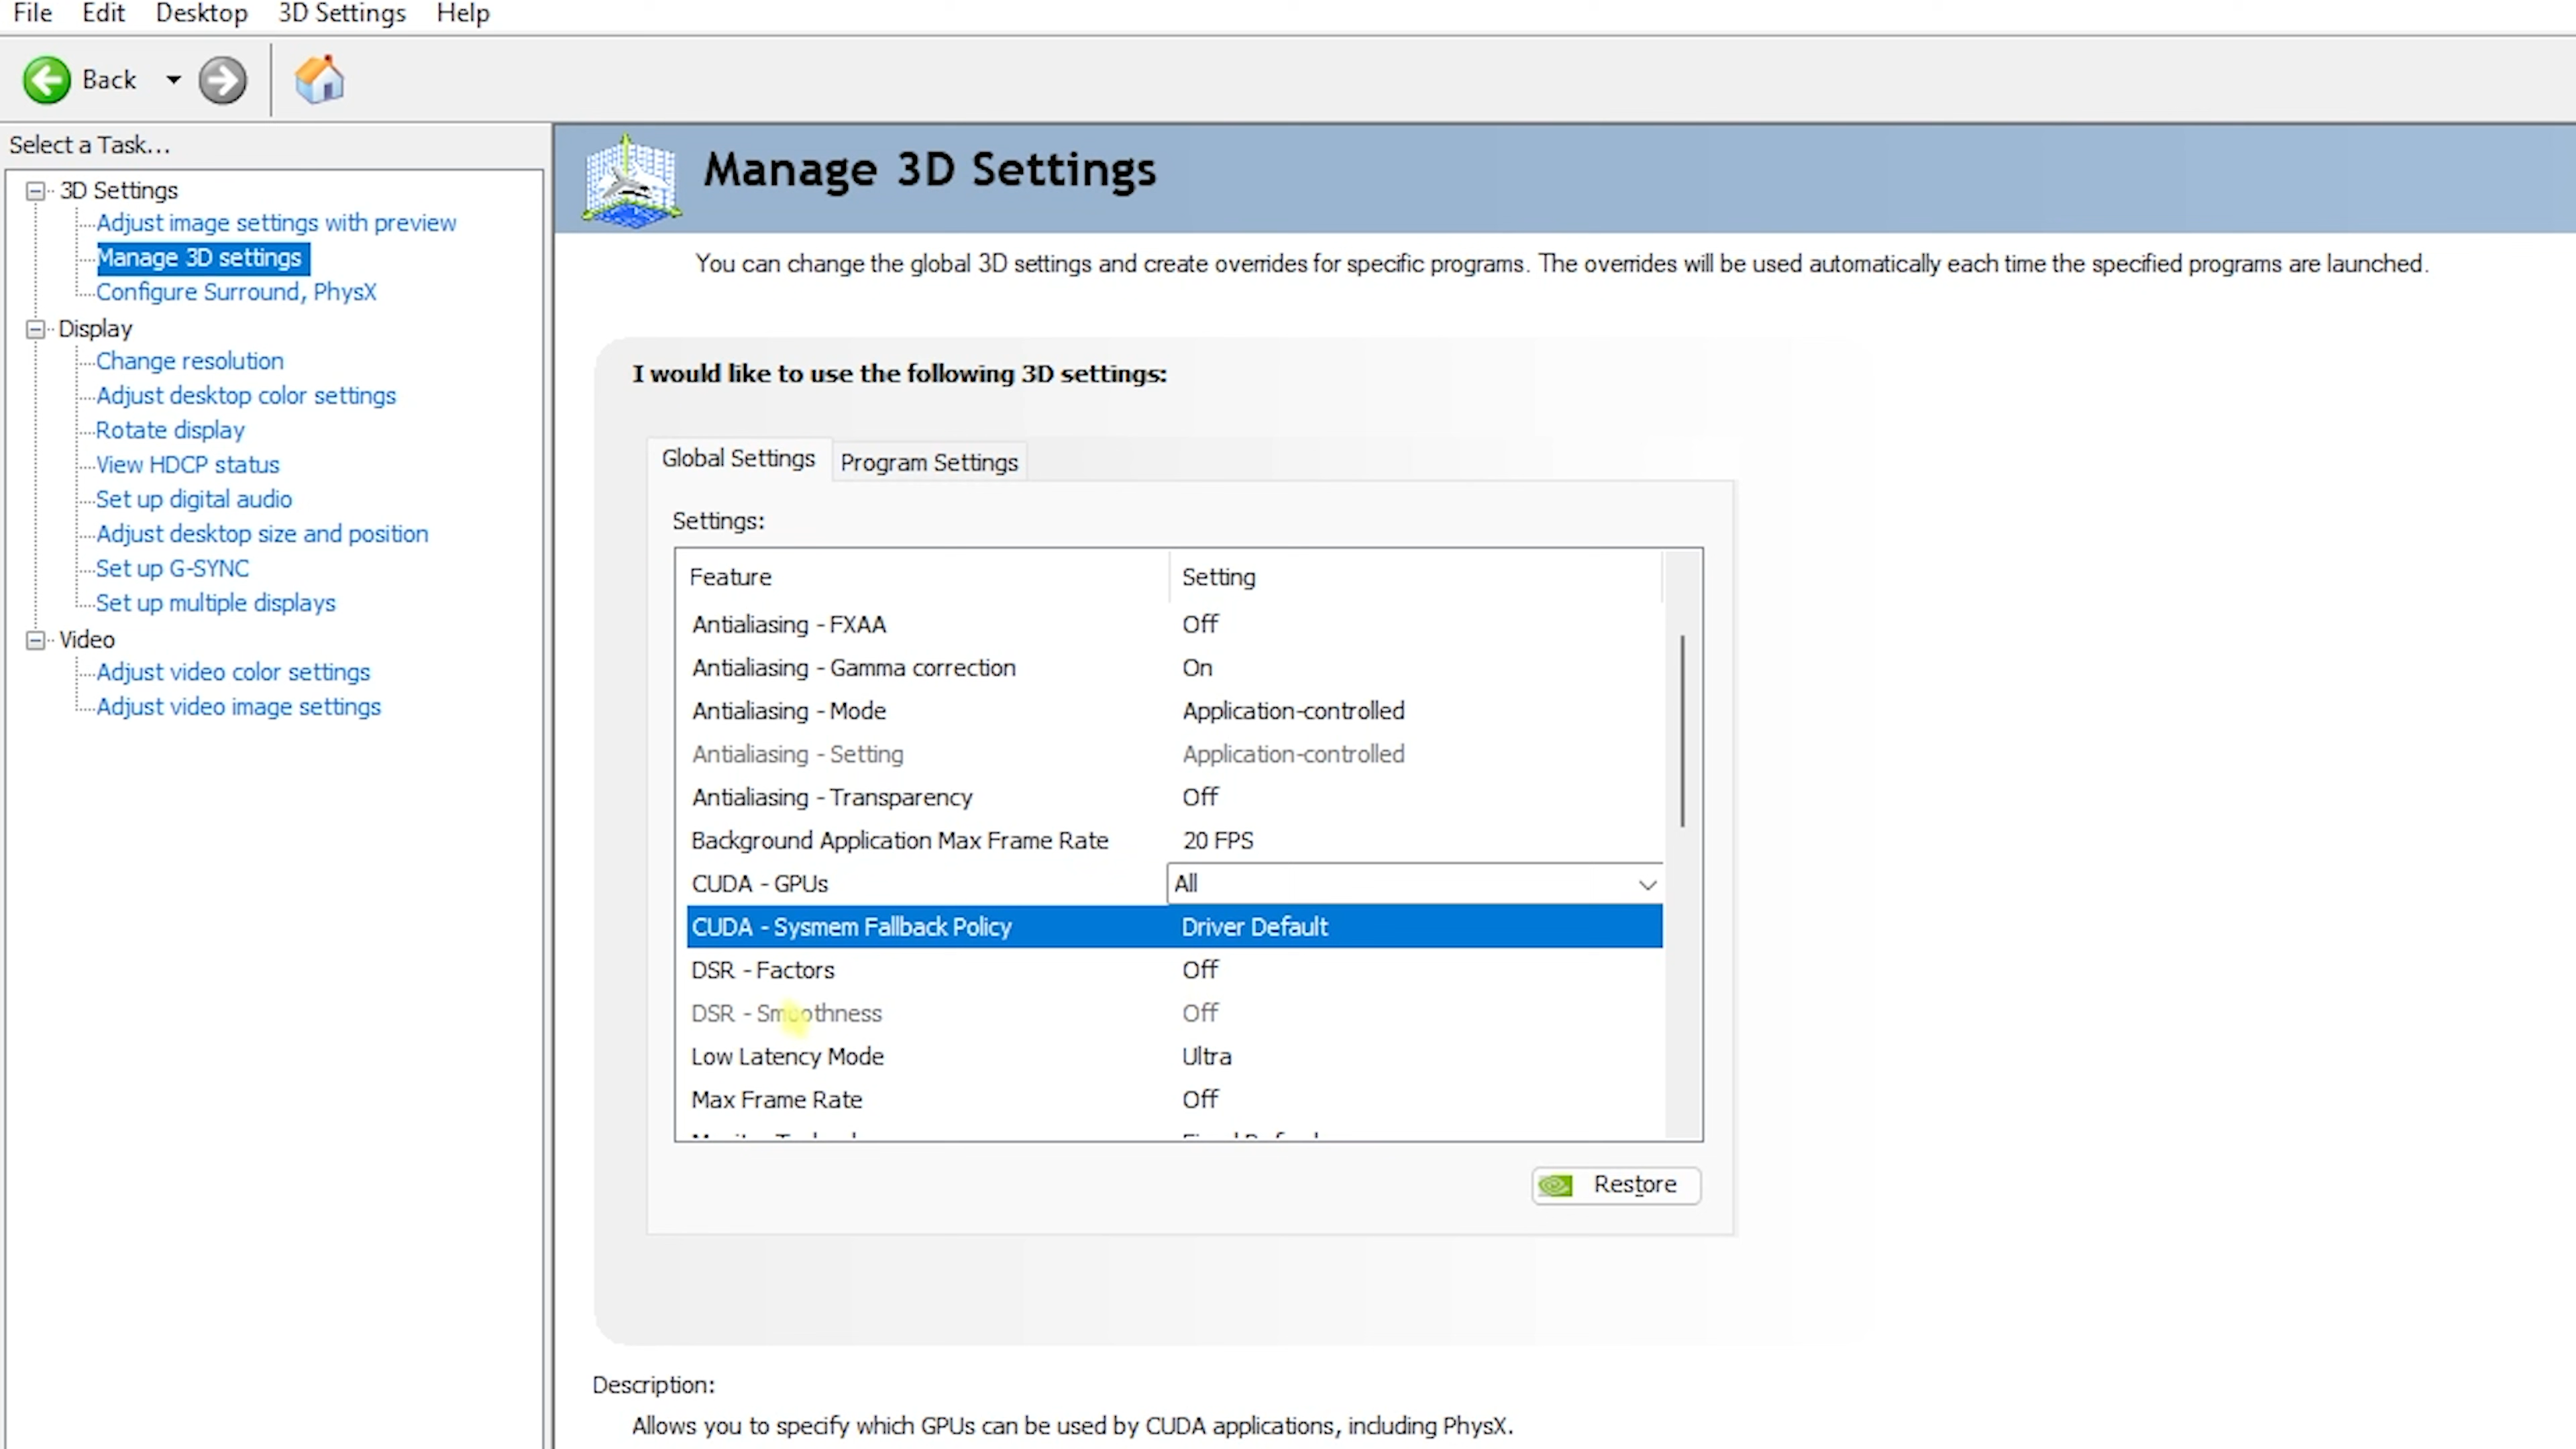 File Edit Desktop 3D Settings Help
Back
Select a Task...
3D Settings
Adjust image settings with preview
Manage 3D settings
Configure Surround, PhysX
Display
Change resolution
Adjust desktop color settings
Rotate display
View HDCP status
Set up digital audio
Adjust desktop size and position
Set up G-SYNC
Set up multiple displays
Video
Adjust video color settings
Adjust video image settings
Manage 3D Settings
You can change the global 3D settings and create overrides for specific programs. The overrides will be used automatically each time the specified programs are launched.
I would like to use the following 3D settings:
Global Settings Program Settings
Settings:
Feature Setting
Antialiasing - FXAA Off
Antialiasing - Gamma correction On
Antialiasing - Mode Application-controlled
Antialiasing - Setting Application-controlled
Antialiasing - Transparency Off
Background Application Max Frame Rate 20 FPS
CUDA - GPUs All
CUDA - Sysmem Fallback Policy Driver Default
DSR - Factors Off
DSR - Smoothness Off
Low Latency Mode Ultra
Max Frame Rate Off
Restore
Description:
Allows you to specify which GPUs can be used by CUDA applications, including PhysX.